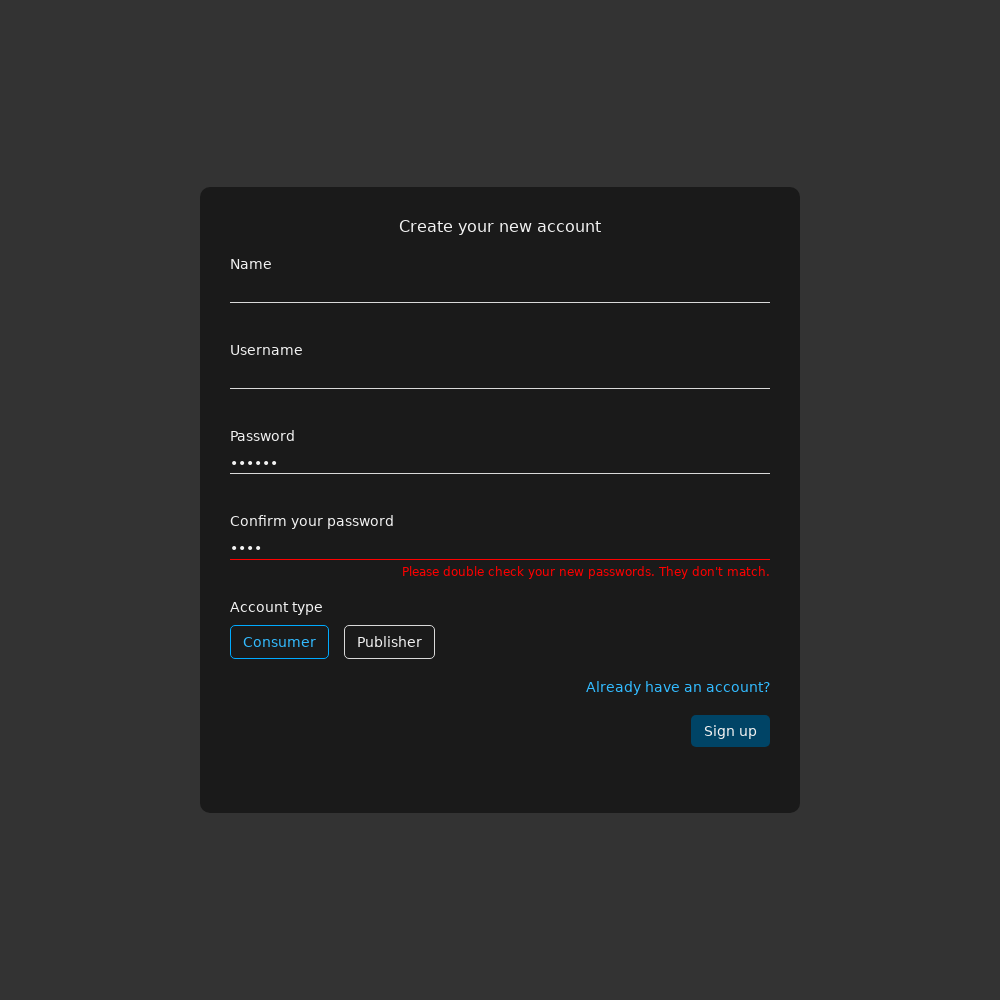 Create your new account
Name
Username
Password
••••••
Confirm your password
••••
Please double check your new passwords. They don't match.
Account type
Consumer Publisher
Already have an account?
Sign up